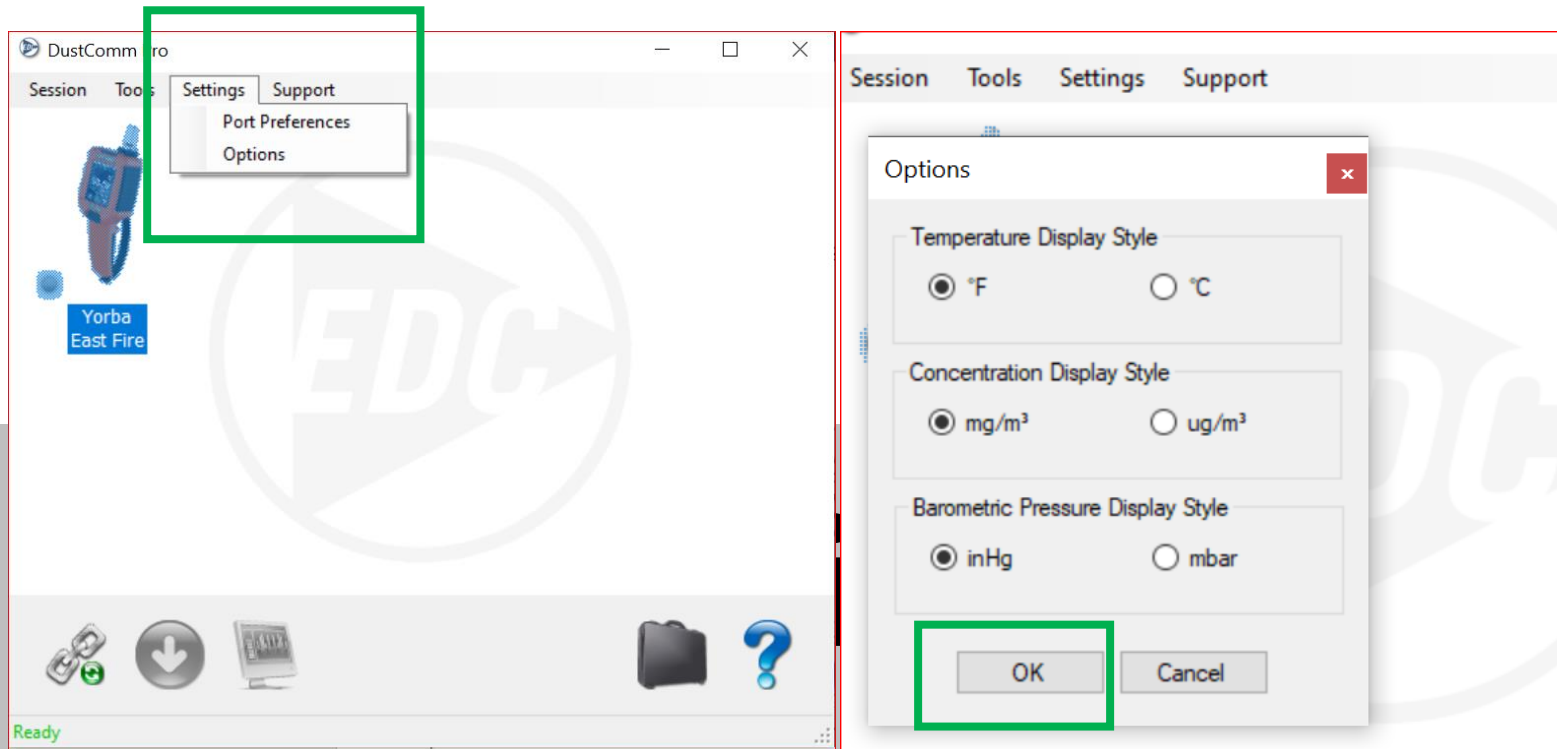 DustComm Pro
Session Tools Settings Support
Port Preferences
Options
Yorba
East Fire
EDC
Ready
Session Tools Settings Support
Options
Temperature Display Style
°F °C
Concentration Display Style
mg/m³ ug/m³
Barometric Pressure Display Style
inHg mbar
OK Cancel